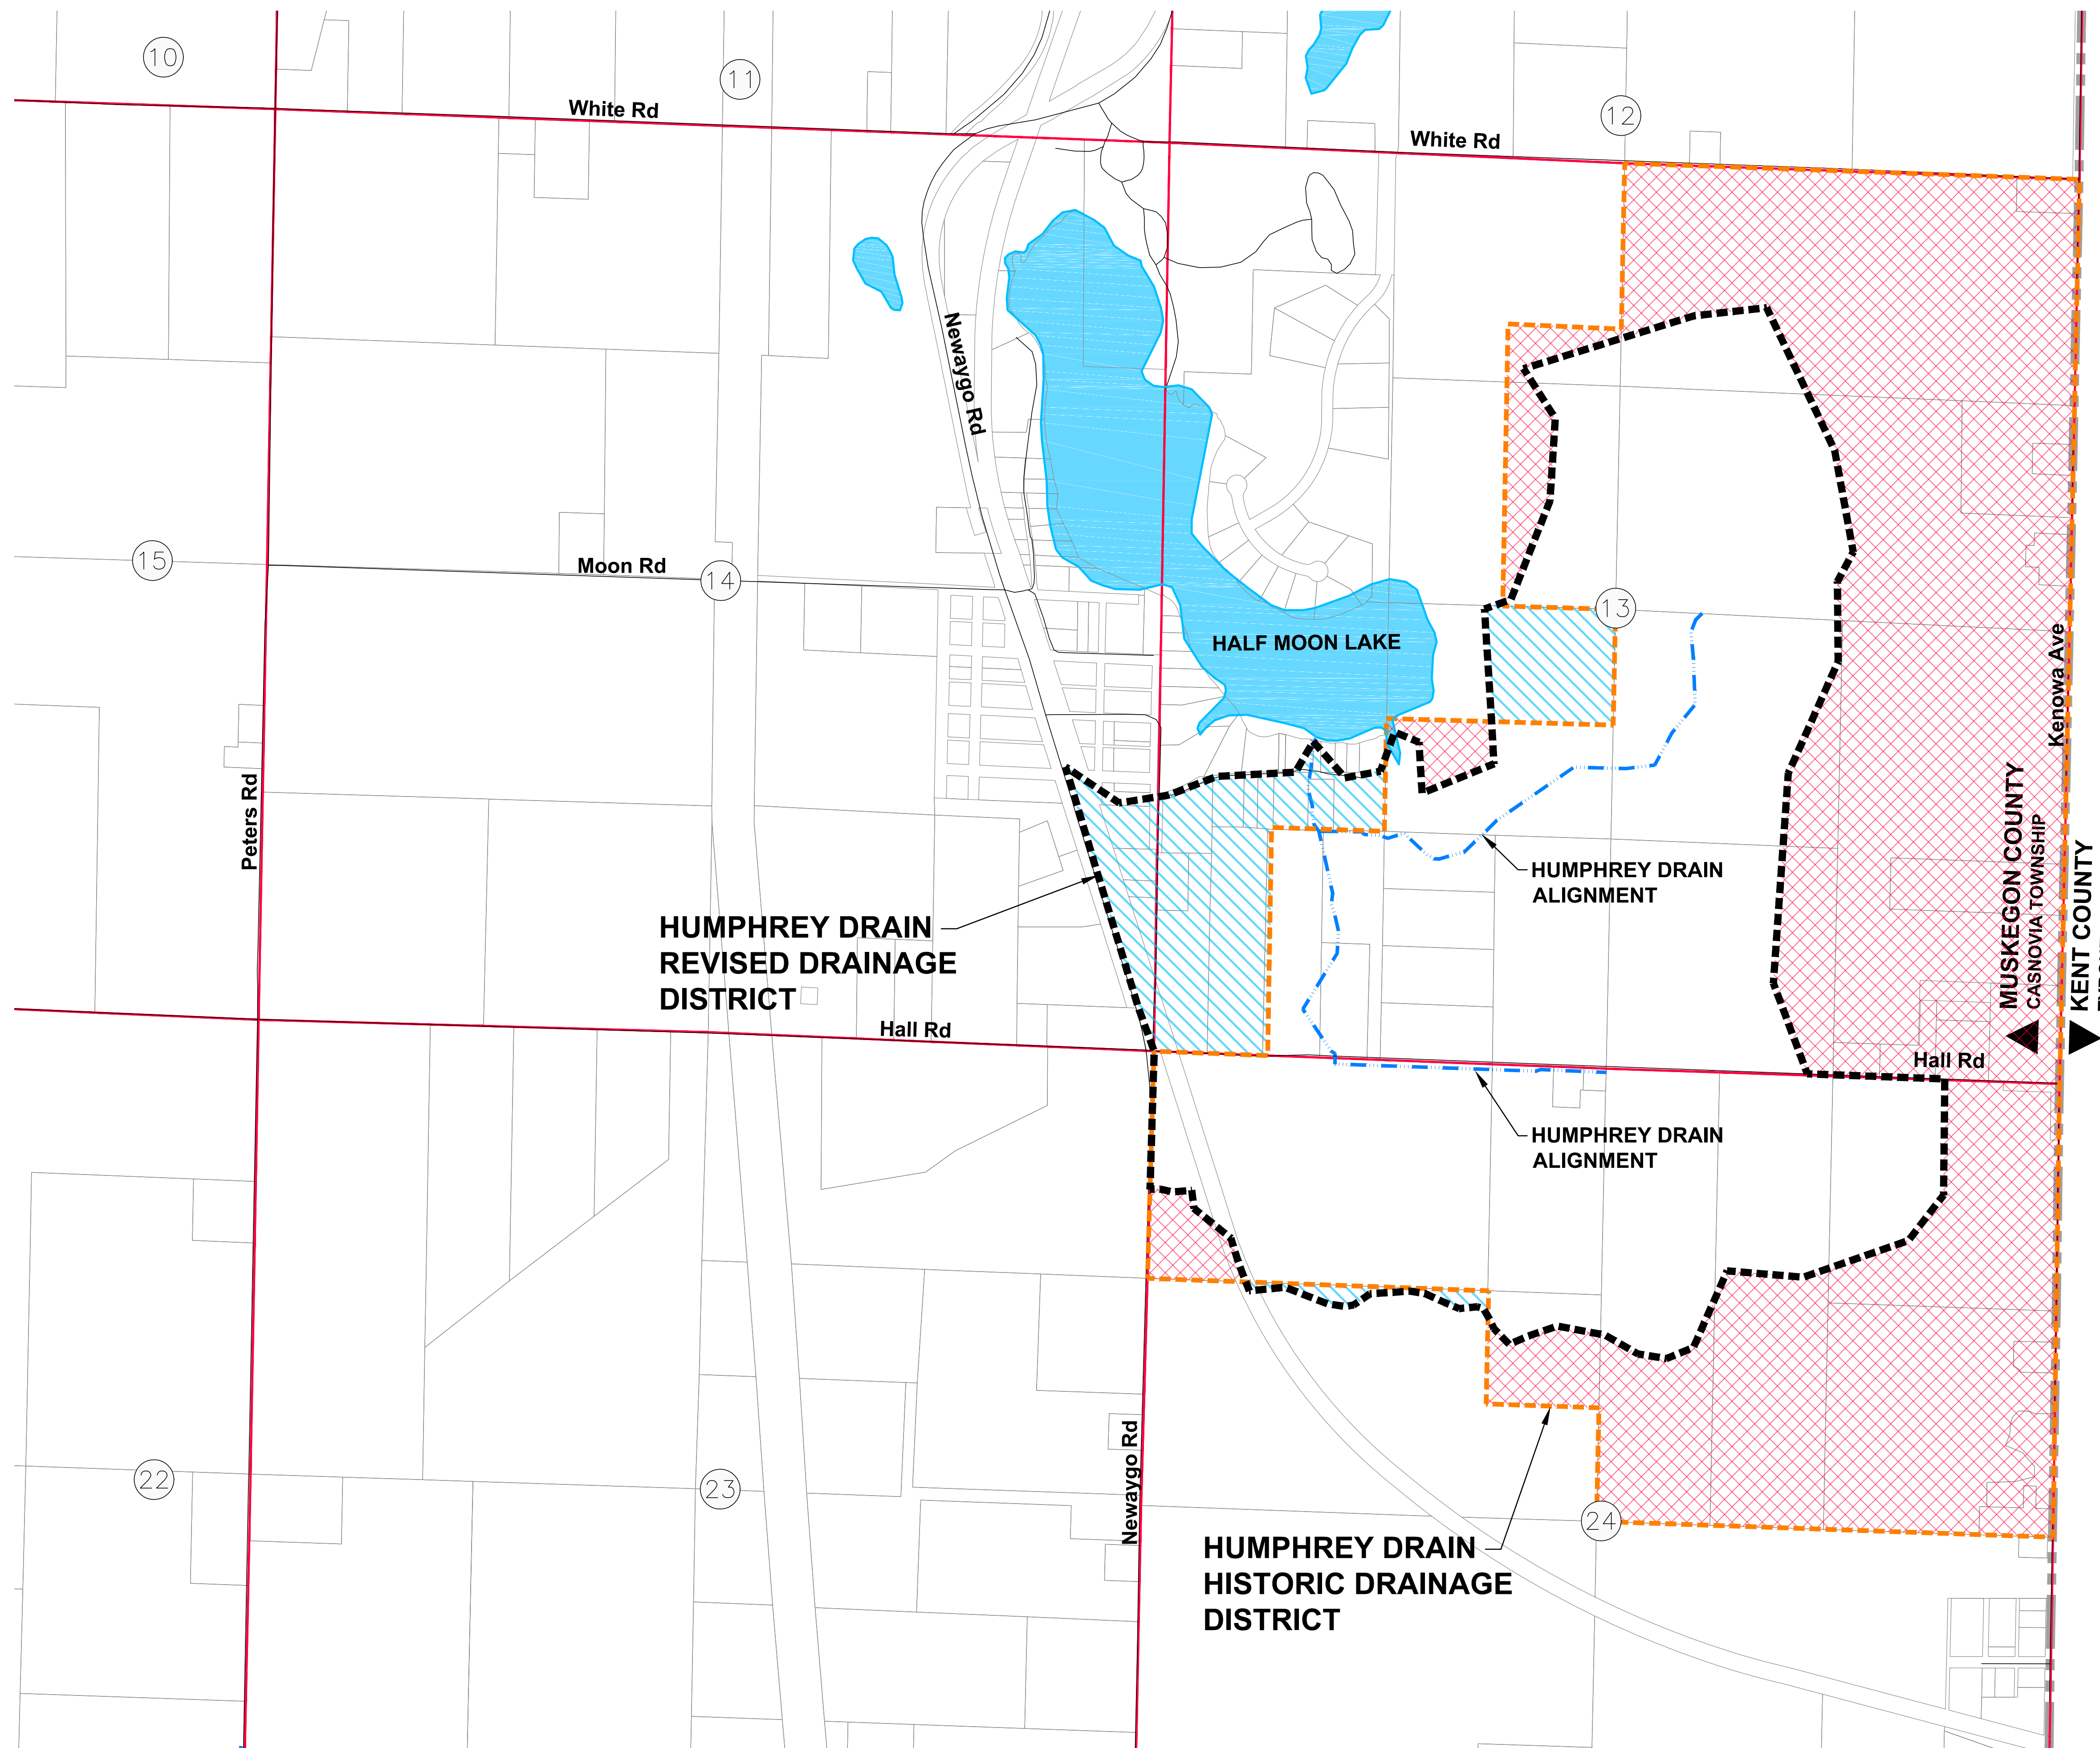 10
11
12
White Rd
White Rd
Newaygo Rd
15
Moon Rd
14
13
HALF MOON LAKE
Kenowa Ave
Peters Rd
MUSKEGON COUNTY
CASNOVIA TOWNSHIP
KENT COUNTY
HUMPHREY DRAIN
ALIGNMENT
HUMPHREY DRAIN
REVISED DRAINAGE
DISTRICT
Hall Rd
Hall Rd
HUMPHREY DRAIN
ALIGNMENT
22
23
Newaygo Rd
24
HUMPHREY DRAIN
HISTORIC DRAINAGE
DISTRICT